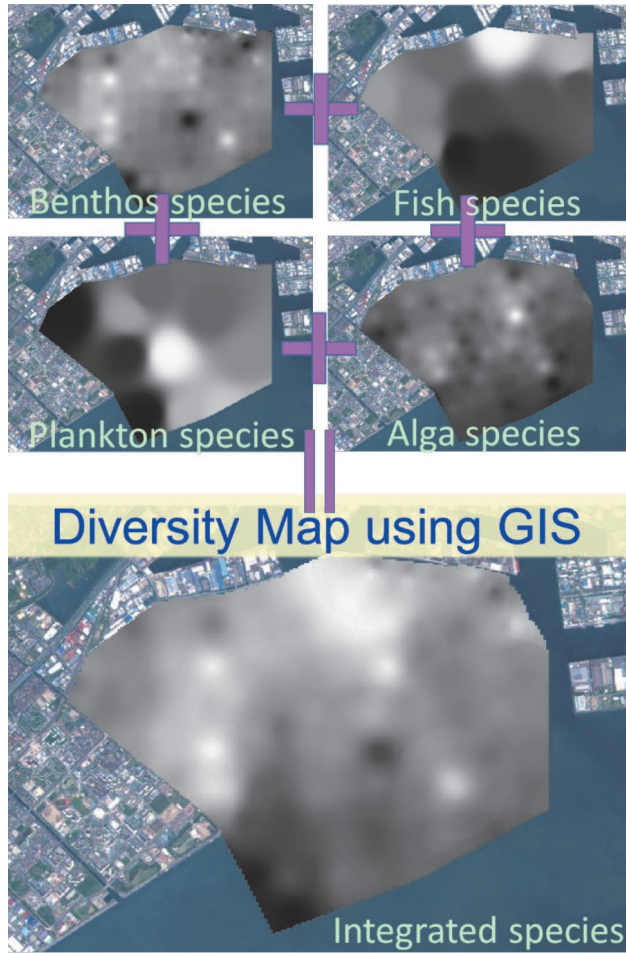 Benthos species
Fish species
Plankton species
Alga species
Diversity Map using GIS
Integrated species